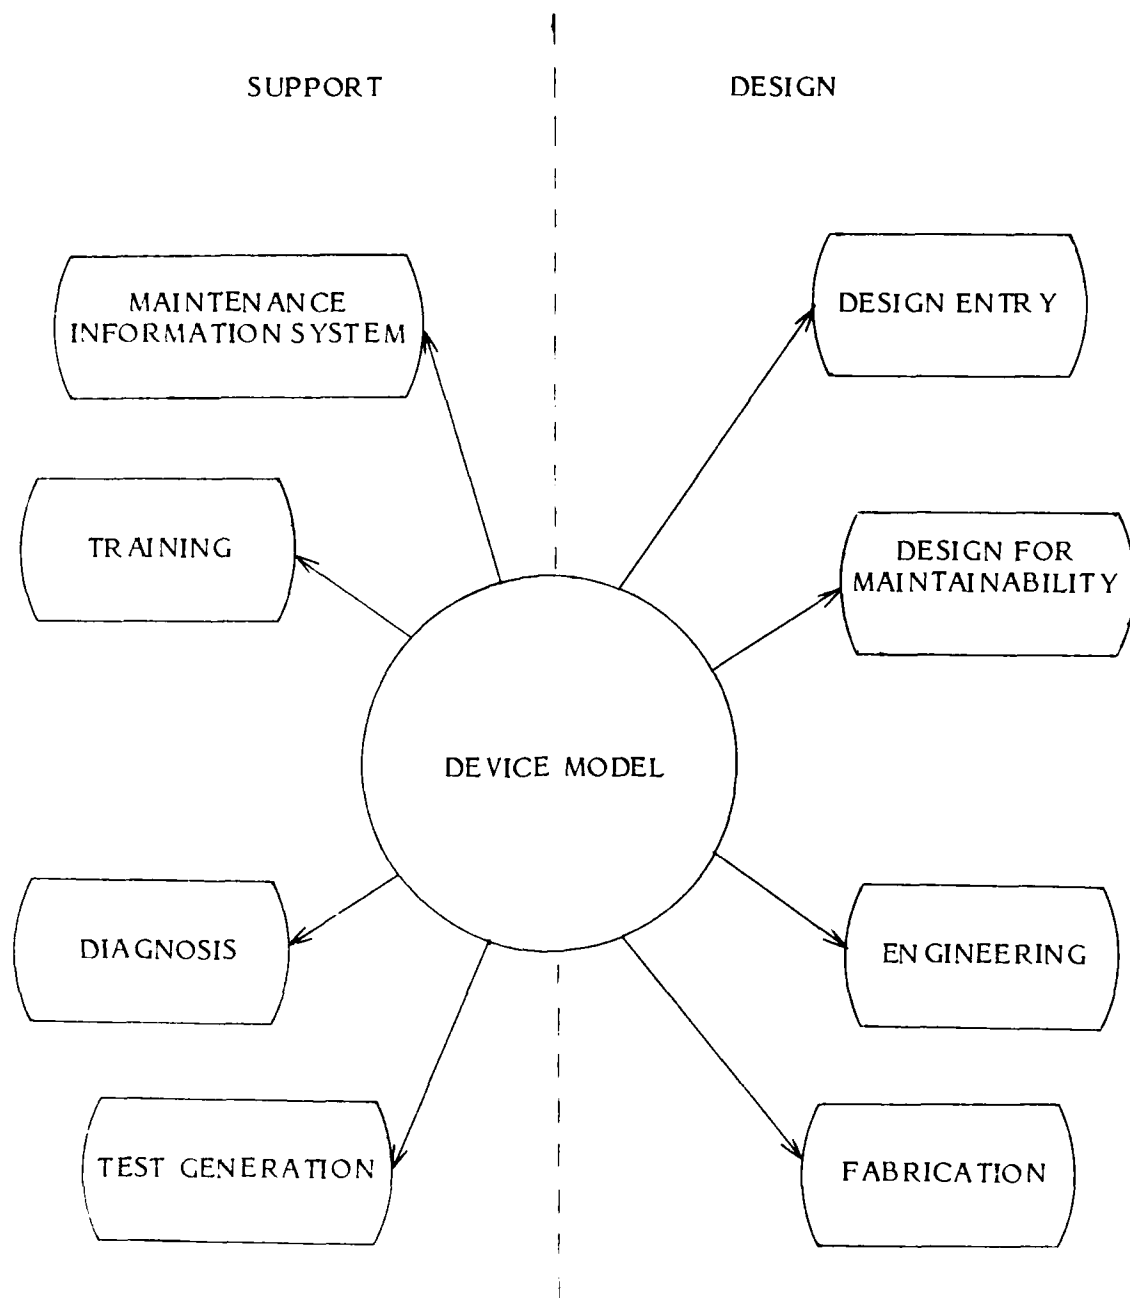 SUPPORT
DESIGN
MAINTENANCE
INFORMATION SYSTEM
DESIGN ENTRY
TRAINING
DESIGN FOR
MAINTAINABILITY
DEVICE MODEL
DIAGNOSIS
ENGINEERING
TEST GENERATION
FABRICATION